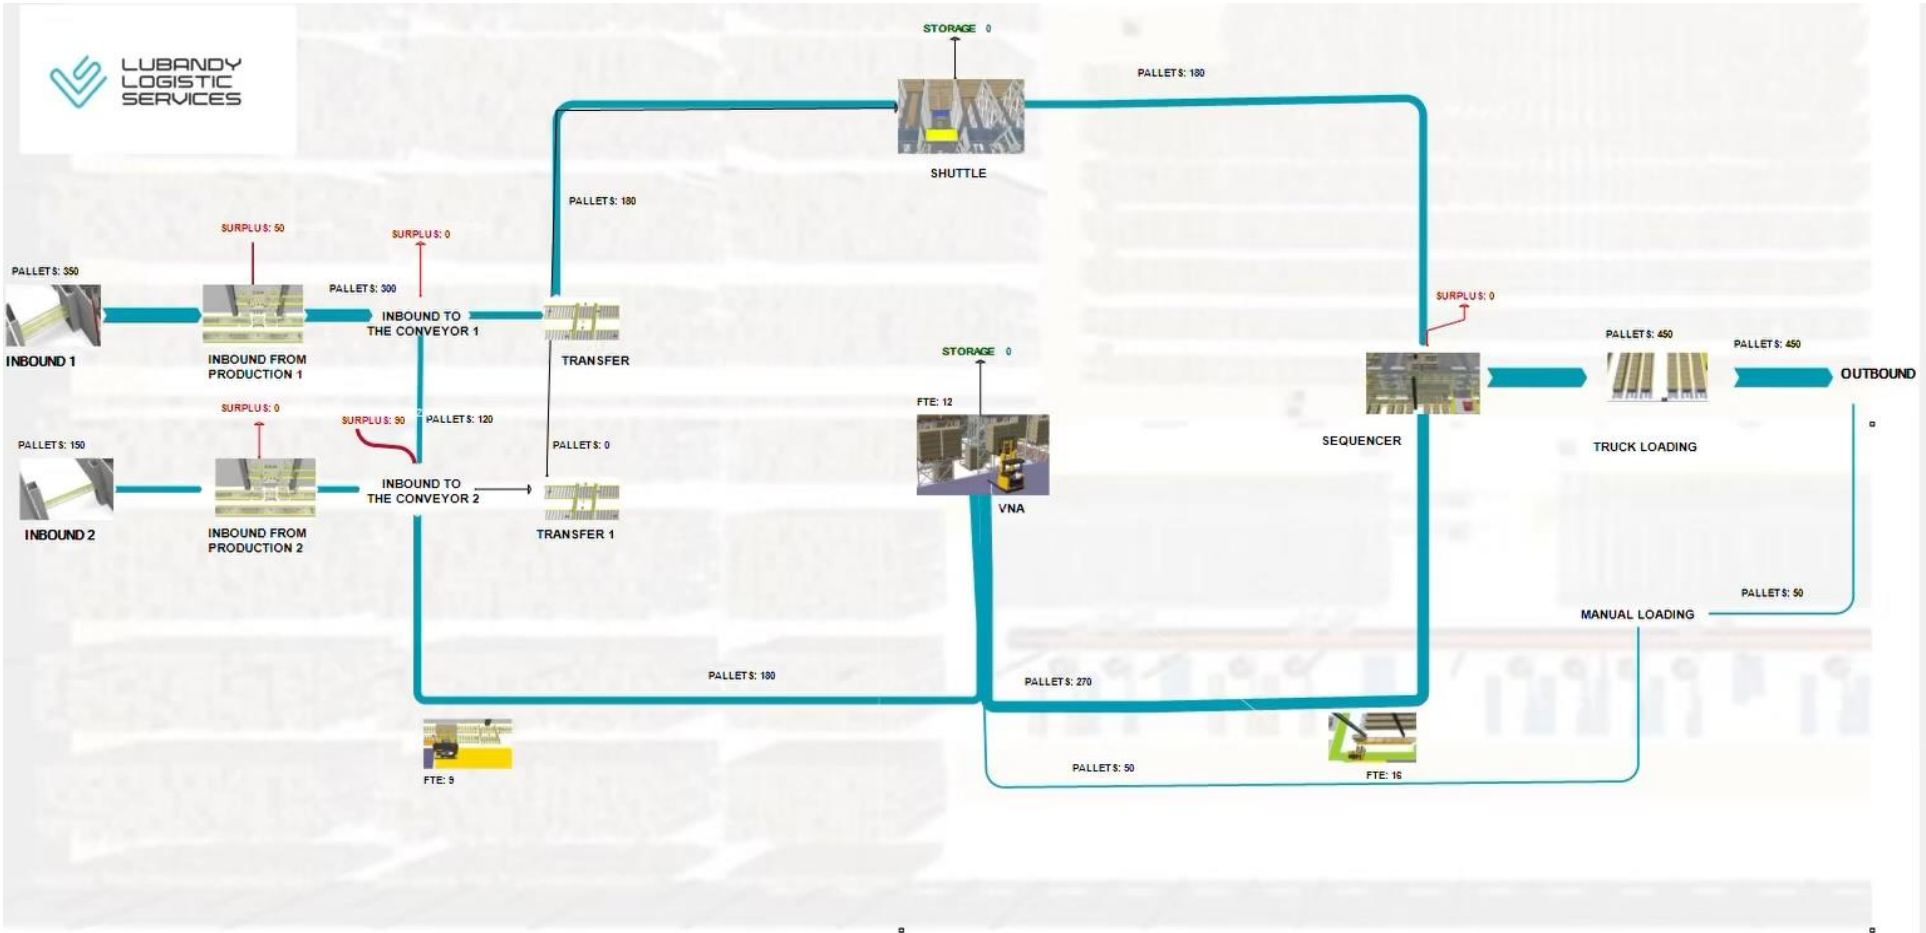 LUBANDY
LOGISTIC
SERVICES
STORAGE 0
PALLETS: 180
SHUTTLE
PALLETS: 180
SURPLUS: 50
SURPLUS: 0
PALLETS: 350
PALLETS: 300
INBOUND TO
THE CONVEYOR 1
INBOUND 1
INBOUND FROM
PRODUCTION 1
TRANSFER
SURPLUS: 0
PALLETS: 450
PALLETS: 450
OUTBOUND
STORAGE 0
FTE: 12
SURPLUS: 0
SURPLUS: 90
PALLETS: 120
PALLETS: 150
PALLETS: 0
SEQUENCER
TRUCK LOADING
INBOUND TO
THE CONVEYOR 2
VNA
INBOUND 2
INBOUND FROM
PRODUCTION 2
TRANSFER 1
PALLETS: 50
MANUAL LOADING
PALLETS: 180
PALLETS: 270
PALLETS: 50
FTE: 9
FTE: 16